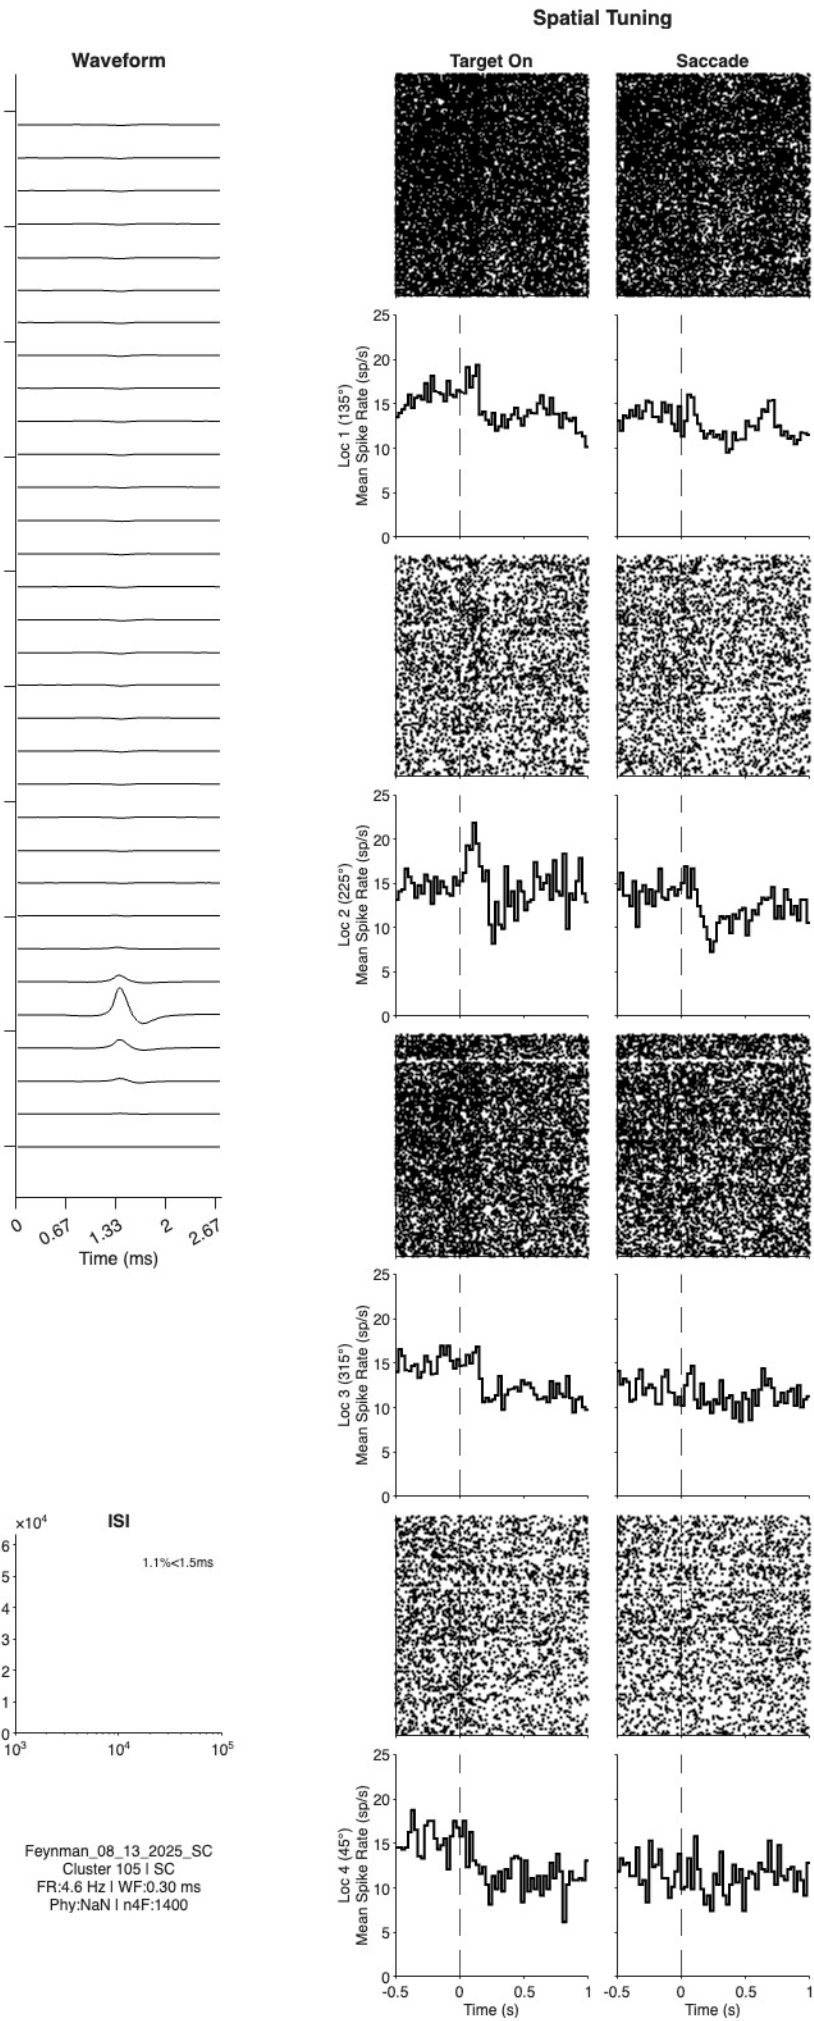 Spatial Tuning
Waveform
Target On
Saccade
0
0.67
1.33
2
2.67
Time (ms)
25
20
15
10
5
0
Loc 1 (135°)
Mean Spike Rate (sp/s)
25
20
15
10
5
0
Loc 2 (225°)
Mean Spike Rate (sp/s)
25
20
15
10
5
0
Loc 3 (315°)
Mean Spike Rate (sp/s)
25
20
15
10
5
0
Loc 4 (45°)
Mean Spike Rate (sp/s)
-0.5 0 0.5 1
Time (s)
-0.5 0 0.5 1
Time (s)
×10⁴
ISI
1.1%<1.5ms
6
5
4
3
2
1
0
10³ 10⁴ 10⁵
Feynman_08_13_2025_SC
Cluster 105 | SC
FR:4.6 Hz | WF:0.30 ms
Phy:NaN | n4F:1400